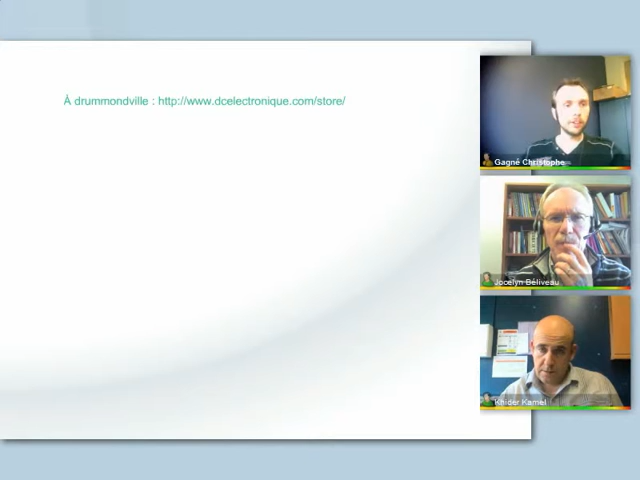 À drummondville : http://www.dcelectronique.com/store/
Gagné Christophe
Jocelyn Béliveau
Khider Kamel